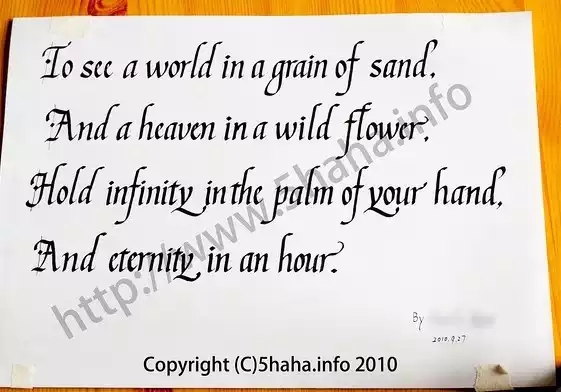 To see a world in a grain of sand,
And a heaven in a wild flower,
Hold infinity in the palm of your hand,
And eternity in an hour.
http://www.5haha.info
By
2010.9.27
Copyright (C)5haha.info 2010